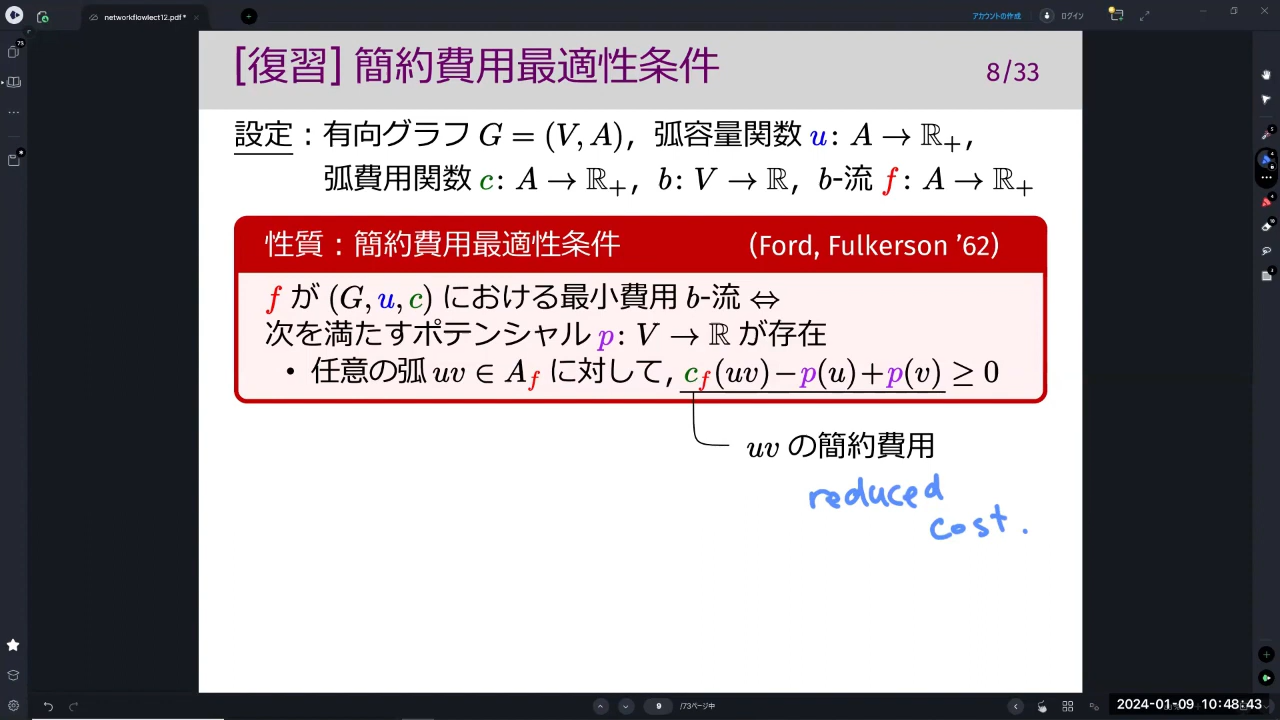 networkflowlect12.pdf *
アカウントの作成
ログイン
[復習] 簡約費用最適性条件
8/33
設定：有向グラフ G = (V, A)，弧容量関数 u: A → ℝ₊，
弧費用関数 c: A → ℝ₊，b: V → ℝ，b-流 f: A → ℝ₊
性質：簡約費用最適性条件 (Ford, Fulkerson ’62)
f が (G, u, c) における最小費用 b-流 ⇔
次を満たすポテンシャル p: V → ℝ が存在
• 任意の弧 uv ∈ A_f に対して, c_f(uv)−p(u)+p(v) ≥ 0
uv の簡約費用
reduced
cost.
9 /73ページ中
2024-01-09 10:48:43